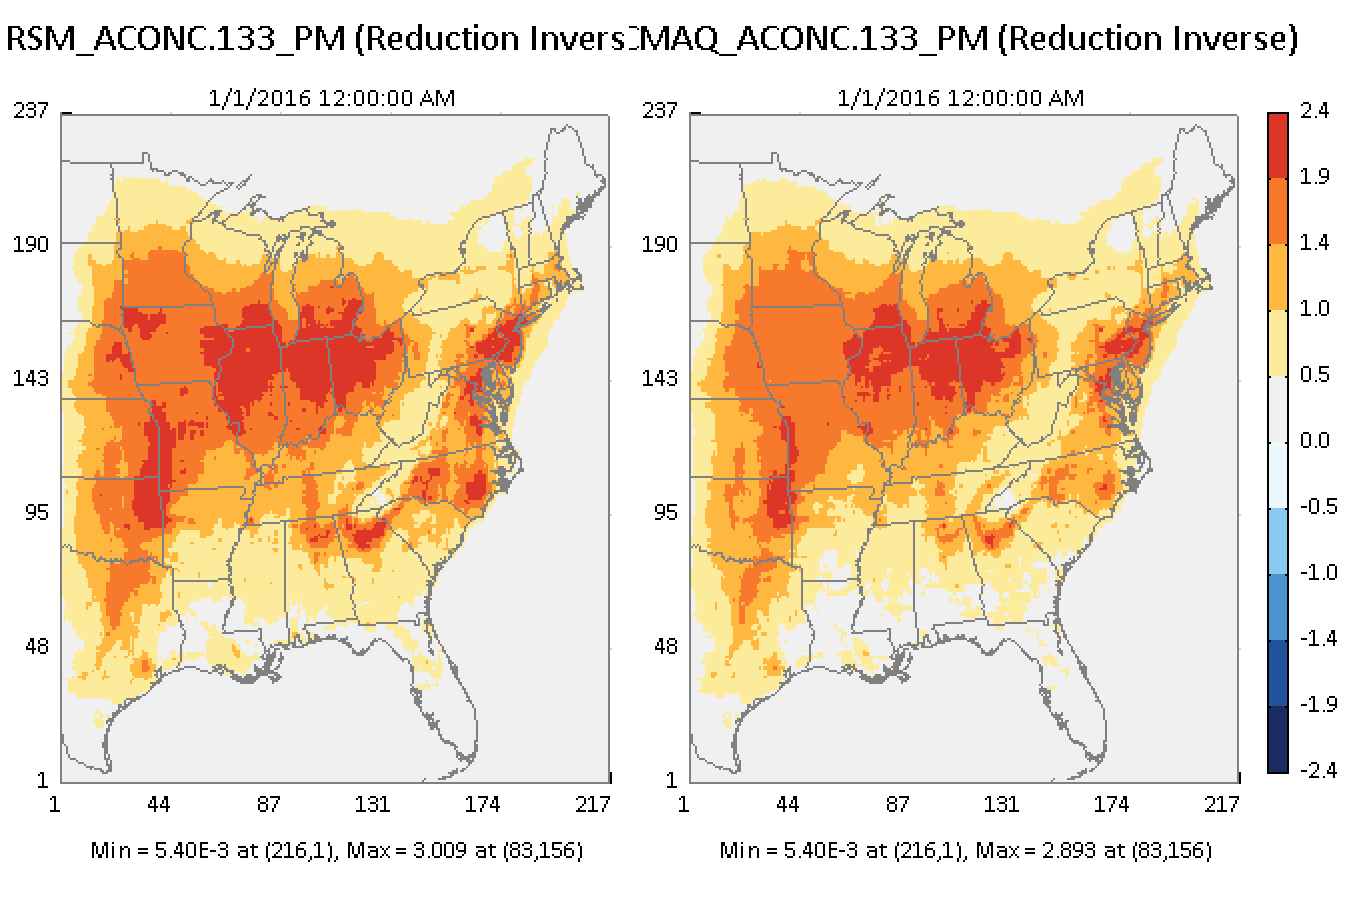 RSM_ACONC.133_PM (Reduction Invers
MAQ_ACONC.133_PM (Reduction Inverse)
1/1/2016 12:00:00 AM
1/1/2016 12:00:00 AM
237
190
143
95
48
1
1 44 87 131 174 217
Min = 5.40E-3 at (216,1), Max = 3.009 at (83,156)
237
190
143
95
48
1
1 44 87 131 174 217
Min = 5.40E-3 at (216,1), Max = 2.893 at (83,156)
2.4
1.9
1.4
1.0
0.5
0.0
-0.5
-1.0
-1.4
-1.9
-2.4